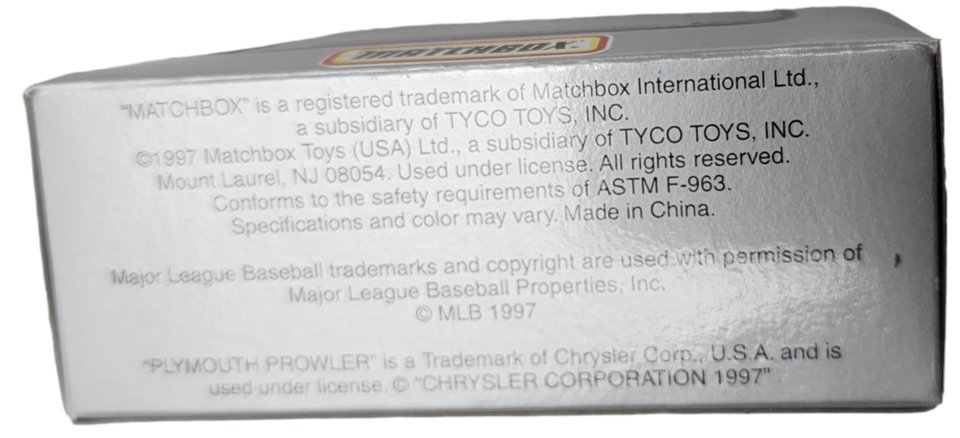 MATCHBOX
"MATCHBOX" is a registered trademark of Matchbox International Ltd.,
a subsidiary of TYCO TOYS, INC.
©1997 Matchbox Toys (USA) Ltd., a subsidiary of TYCO TOYS, INC.
Mount Laurel, NJ 08054. Used under license. All rights reserved.
Conforms to the safety requirements of ASTM F-963.
Specifications and color may vary. Made in China.
Major League Baseball trademarks and copyright are used with permission of
Major League Baseball Properties, Inc.
© MLB 1997
"PLYMOUTH PROWLER" is a Trademark of Chrysler Corp., U.S.A. and is
used under license. © "CHRYSLER CORPORATION 1997"